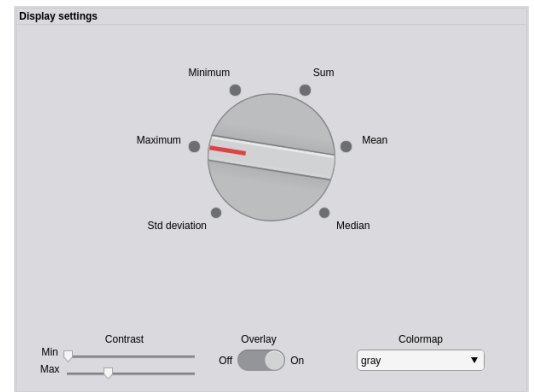 Display settings
Minimum
Sum
Maximum
Mean
Std deviation
Median
Contrast
Overlay
Colormap
Min
Off
On
gray
Max